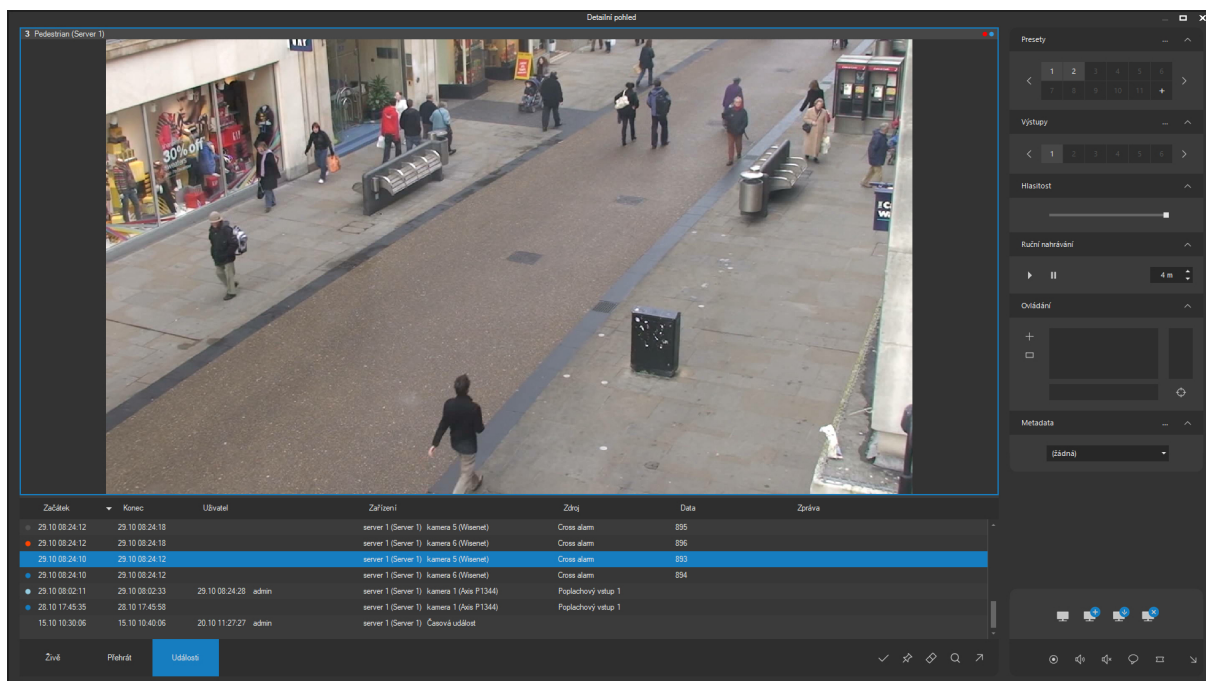 Detailní pohled
3 Pedestrian (Server 1)
30% off
Presety
1 2 3 4 5 6
7 8 9 10 11 +
Výstupy
1 2 3 4 5 6
Hlasitost
Ruční nahrávání
4 m
Ovládání
Metadata
(žádná)
Začátek Konec Uživatel Zařízení Zdroj Data Zpráva
29.10 08:24:12 29.10 08:24:18 server 1 (Server 1) kamera 5 (Wisenet) Cross alarm 895
29.10 08:24:12 29.10 08:24:18 server 1 (Server 1) kamera 6 (Wisenet) Cross alarm 896
29.10 08:24:10 29.10 08:24:12 server 1 (Server 1) kamera 5 (Wisenet) Cross alarm 893
29.10 08:24:10 29.10 08:24:12 server 1 (Server 1) kamera 6 (Wisenet) Cross alarm 894
29.10 08:02:11 29.10 08:02:33 29.10 08:24:28 admin server 1 (Server 1) kamera 1 (Axis P1344) Poplachový vstup 1
28.10 17:45:35 28.10 17:45:58 server 1 (Server 1) kamera 1 (Axis P1344) Poplachový vstup 1
15.10 10:30:06 15.10 10:40:06 20.10 11:27:27 admin server 1 (Server 1) Časová událost
Živě Přehrát Události